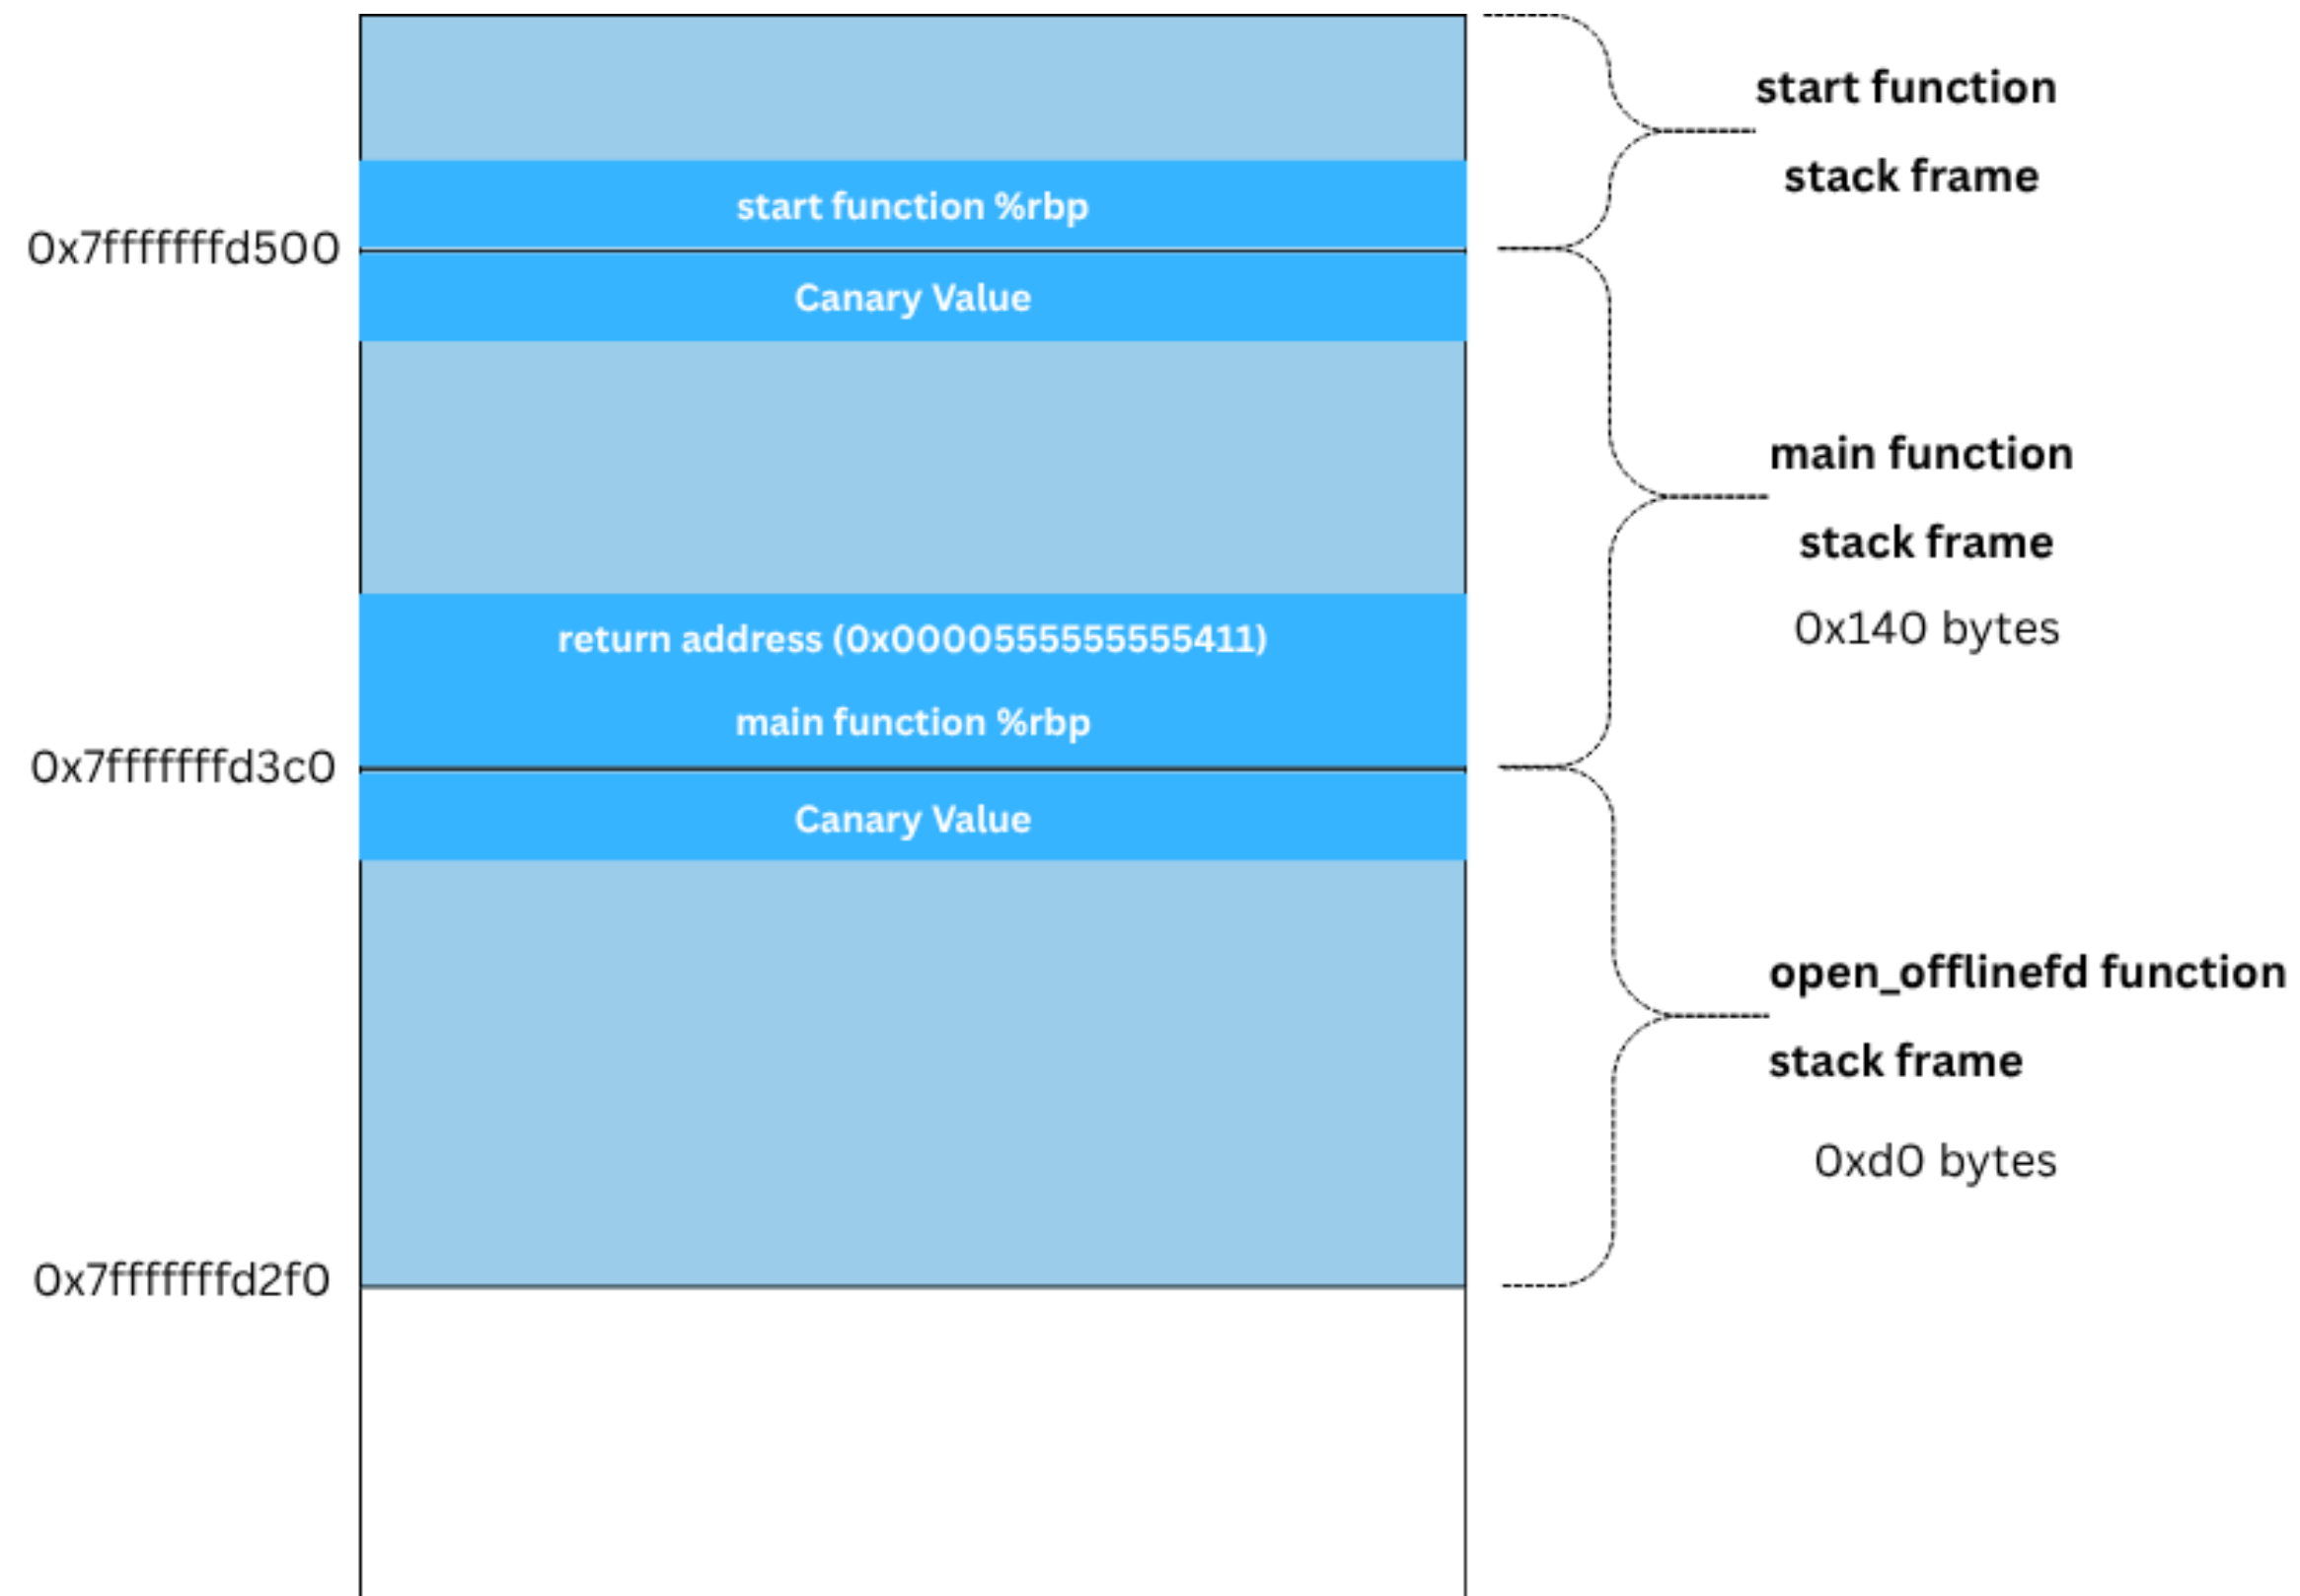 start function
stack frame
start function %rbp
0x7fffffffd500
Canary Value
main function
stack frame
0x140 bytes
return address (0x0000555555555411)
main function %rbp
0x7fffffffd3c0
Canary Value
open_offlinefd function
stack frame
0xd0 bytes
0x7fffffffd2f0